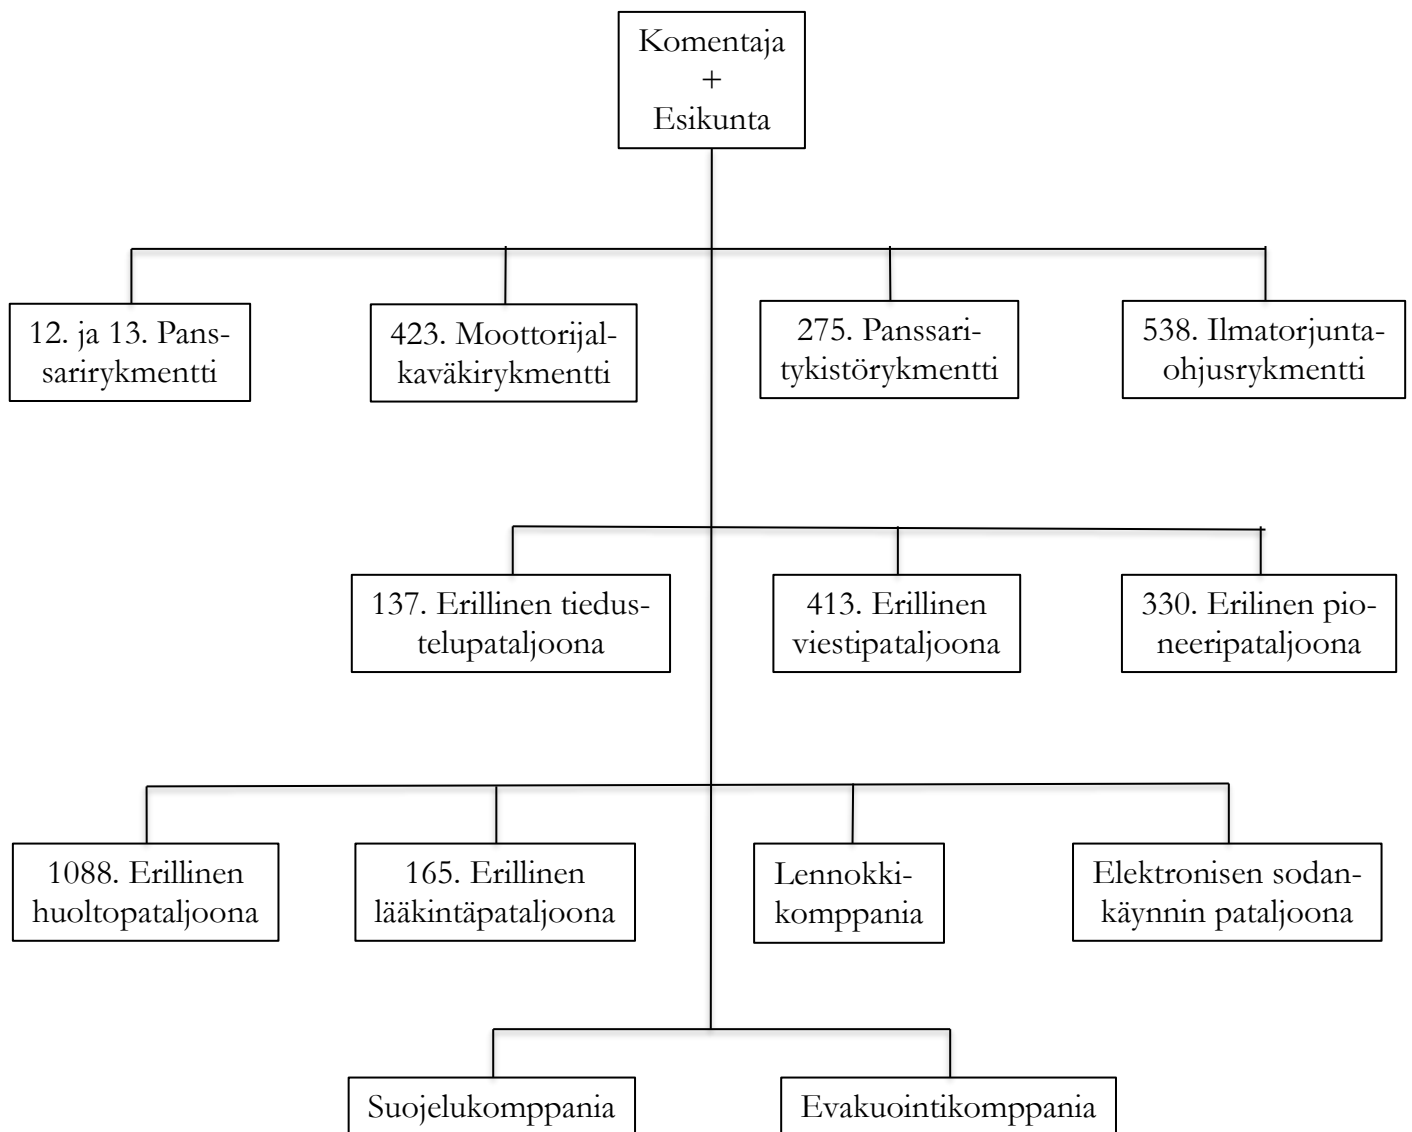 Komentaja
+
Esikunta
12. ja 13. Pans-
sarirykmentti
423. Moottorijal-
kaväkirykmentti
275. Panssari-
tykistörykmentti
538. Ilmatorjunta-
ohjusrykmentti
137. Erillinen tiedus-
telupataljoona
413. Erillinen
viestipataljoona
330. Erilinen pio-
neeripataljoona
1088. Erillinen
huoltopataljoona
165. Erillinen
lääkintäpataljoona
Lennokki-
komppania
Elektronisen sodan-
käynnin pataljoona
Suojelukomppania
Evakuointikomppania